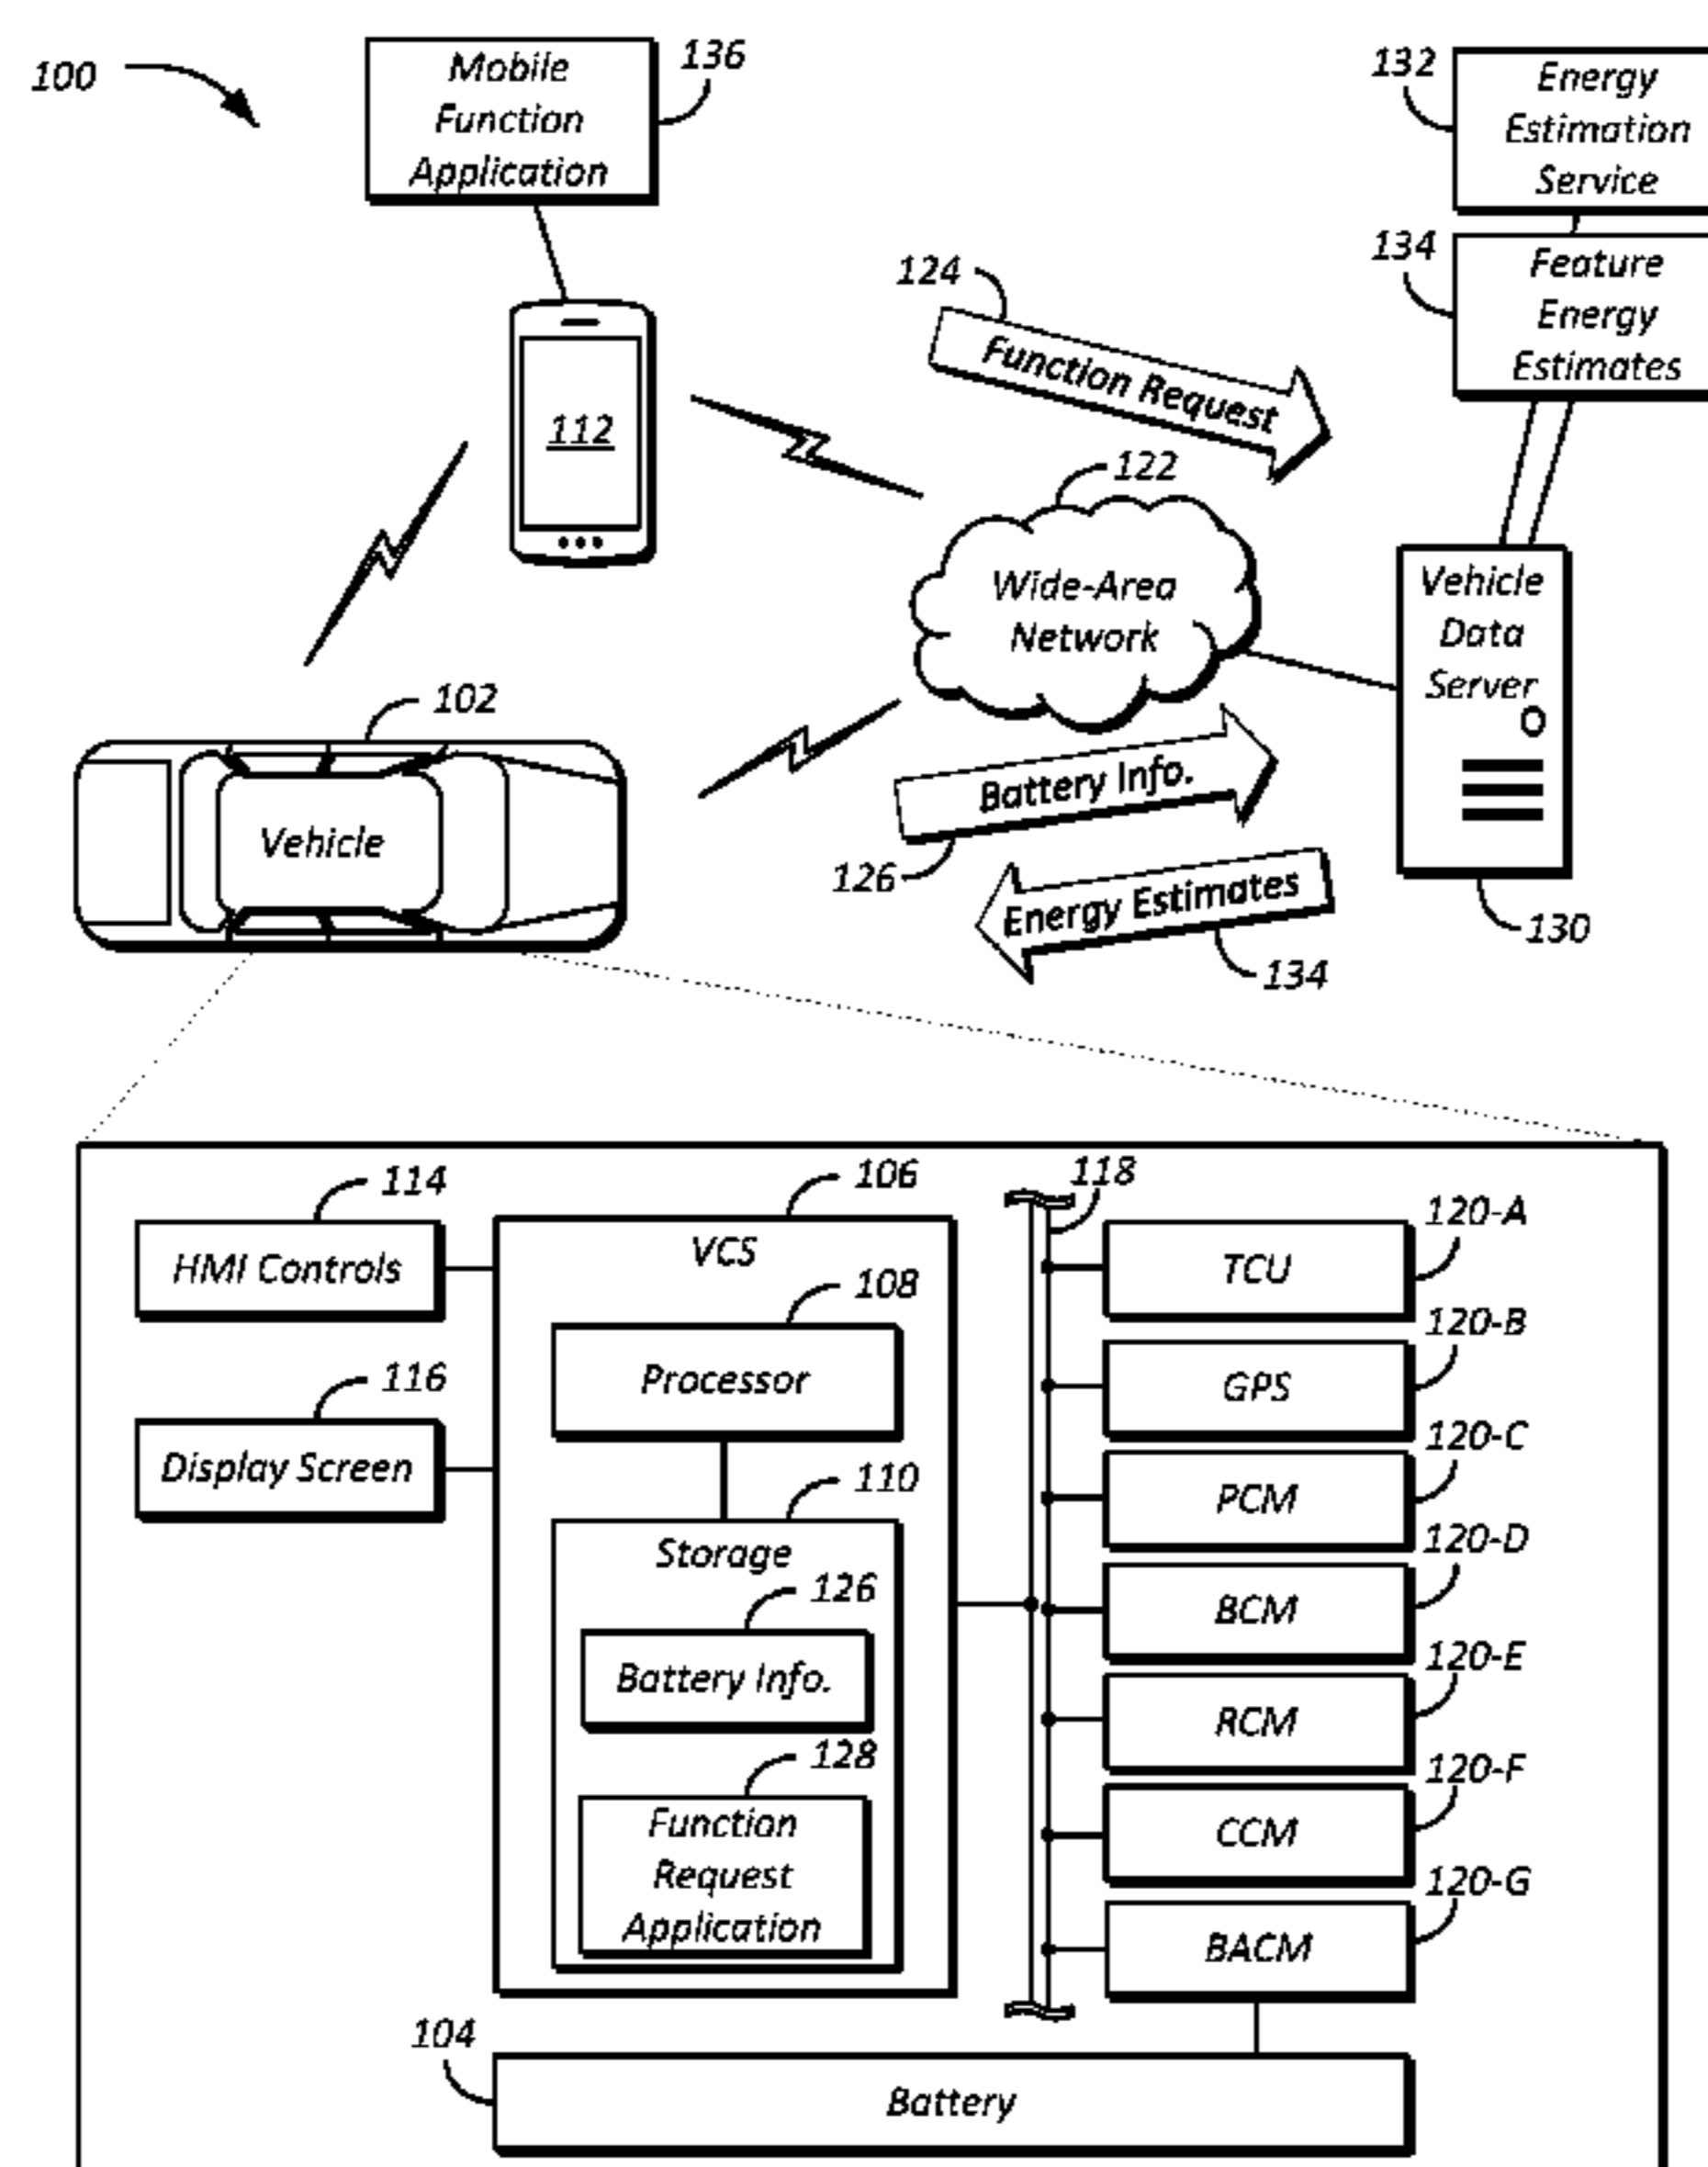 100
Mobile
Function
Application
136
132
Energy
Estimation
Service
134
Feature
Energy
Estimates
124
Function Request
112
122
Wide-Area
Network
Vehicle
Data
Server
102
Vehicle
Battery Info.
126
Energy Estimates
134
130
114
HMI Controls
116
Display Screen
106
VCS
108
Processor
110
Storage
126
Battery Info.
128
Function
Request
Application
118
120-A
TCU
120-B
GPS
120-C
PCM
120-D
BCM
120-E
RCM
120-F
CCM
120-G
BACM
104
Battery